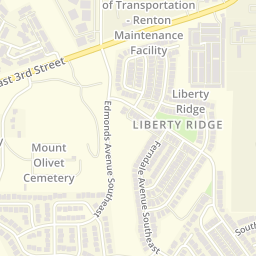 of Transportation
- Renton
Maintenance
Facility
ast 3rd Street
Liberty
Ridge
LIBERTY RIDGE
Edmonds Avenue Southeast
Ferndale Avenue Southeast
Mount
Olivet
Cemetery
South